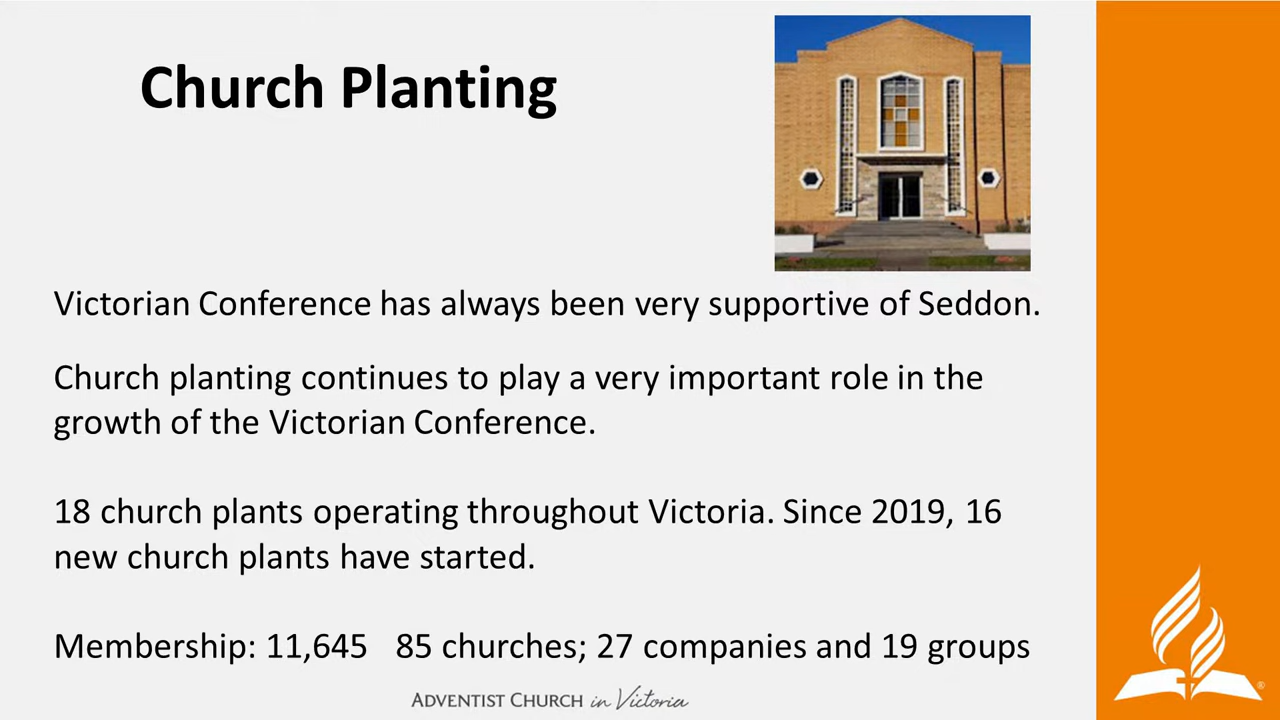 Church Planting
Victorian Conference has always been very supportive of Seddon.
Church planting continues to play a very important role in the
growth of the Victorian Conference.
18 church plants operating throughout Victoria. Since 2019, 16
new church plants have started.
Membership: 11,645 85 churches; 27 companies and 19 groups
ADVENTIST CHURCH in Victoria
®